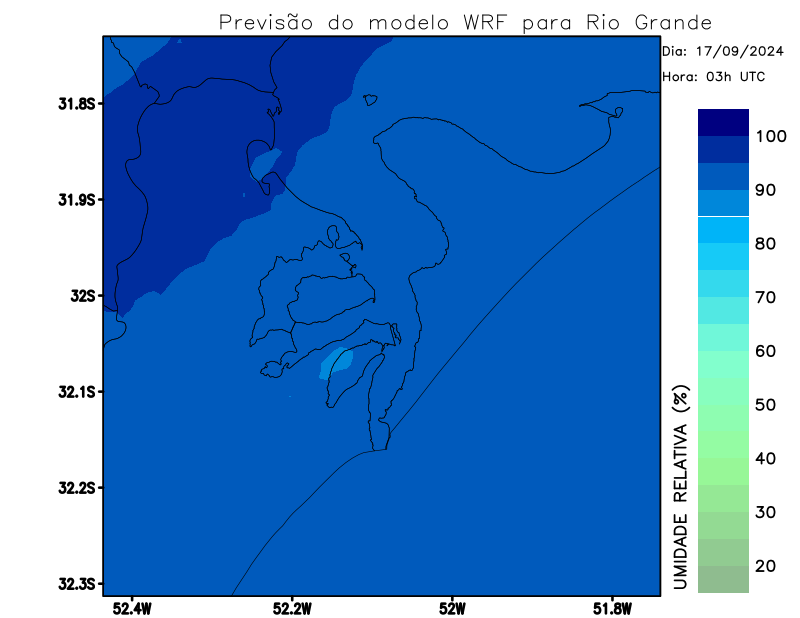 Previsão do modelo WRF para Rio Grande
Dia: 17/09/2024
Hora: 03h UTC
31.8S
31.9S
32S
32.1S
32.2S
32.3S
52.4W
52.2W
52W
51.8W
UMIDADE RELATIVA (%)
100
90
80
70
60
50
40
30
20